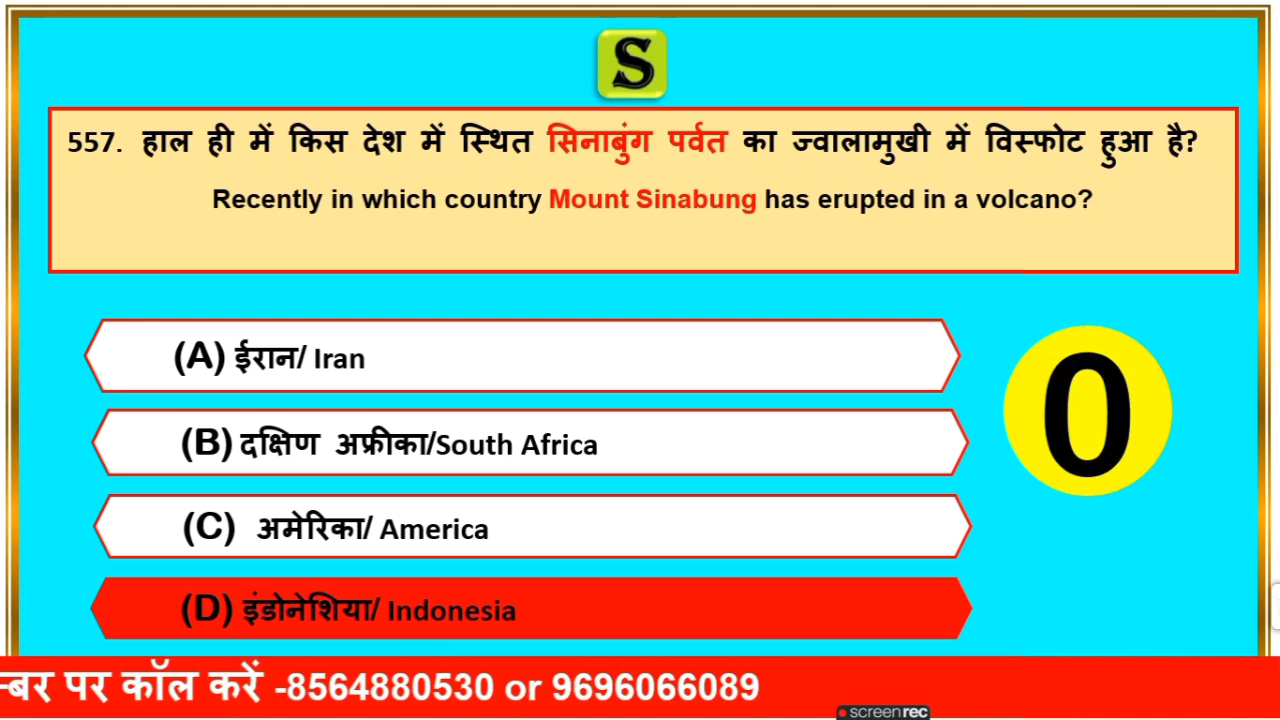 S
557. हाल ही में किस देश में स्थित सिनाबुंग पर्वत का ज्वालामुखी में विस्फोट हुआ है?
Recently in which country Mount Sinabung has erupted in a volcano?
(A) ईरान/ Iran
(B) दक्षिण अफ्रीका/South Africa
(C) अमेरिका/ America
(D) इंडोनेशिया/ Indonesia
0
म्बर पर कॉल करें -8564880530 or 9696066089
screenrec